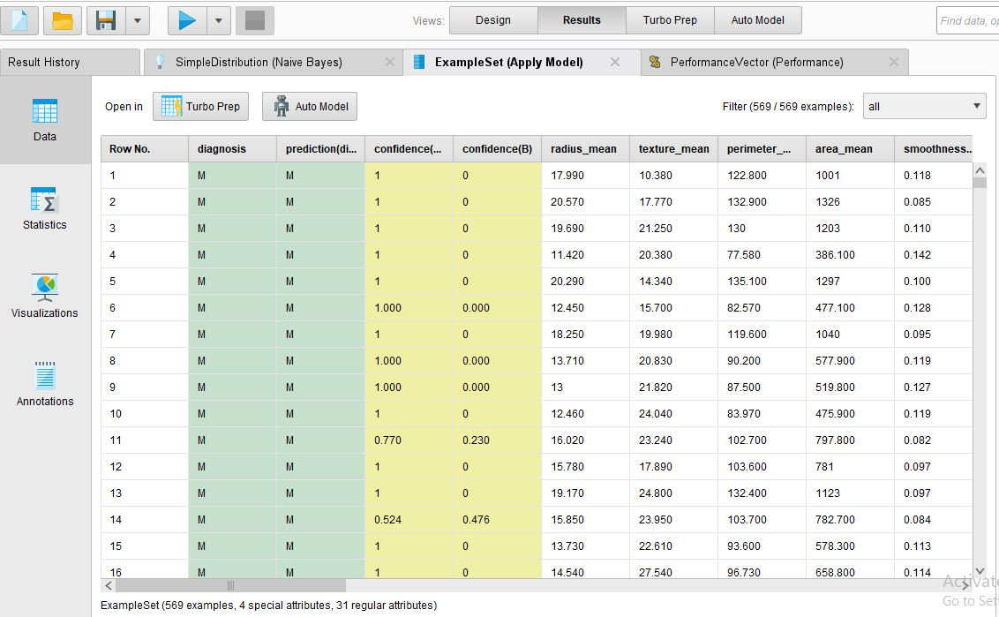 Views: Design Results Turbo Prep Auto Model Find data, op
Result History SimpleDistribution (Naive Bayes) ExampleSet (Apply Model) PerformanceVector (Performance)
Data
Statistics
Visualizations
Annotations
Open in Turbo Prep Auto Model Filter (569 / 569 examples): all
Row No. diagnosis prediction(di... confidence(... confidence(B) radius_mean texture_mean perimeter_... area_mean smoothness...
1 M M 1 0 17.990 10.380 122.800 1001 0.118
2 M M 1 0 20.570 17.770 132.900 1326 0.085
3 M M 1 0 19.690 21.250 130 1203 0.110
4 M M 1 0 11.420 20.380 77.580 386.100 0.142
5 M M 1 0 20.290 14.340 135.100 1297 0.100
6 M M 1.000 0.000 12.450 15.700 82.570 477.100 0.128
7 M M 1 0 18.250 19.980 119.600 1040 0.095
8 M M 1.000 0.000 13.710 20.830 90.200 577.900 0.119
9 M M 1.000 0.000 13 21.820 87.500 519.800 0.127
10 M M 1 0 12.460 24.040 83.970 475.900 0.119
11 M M 0.770 0.230 16.020 23.240 102.700 797.800 0.082
12 M M 1 0 15.780 17.890 103.600 781 0.097
13 M M 1 0 19.170 24.800 132.400 1123 0.097
14 M M 0.524 0.476 15.850 23.950 103.700 782.700 0.084
15 M M 1 0 13.730 22.610 93.600 578.300 0.113
16 M M 1 0 14.540 27.540 96.730 658.800 0.114
ExampleSet (569 examples, 4 special attributes, 31 regular attributes)
Activate
Go to Set